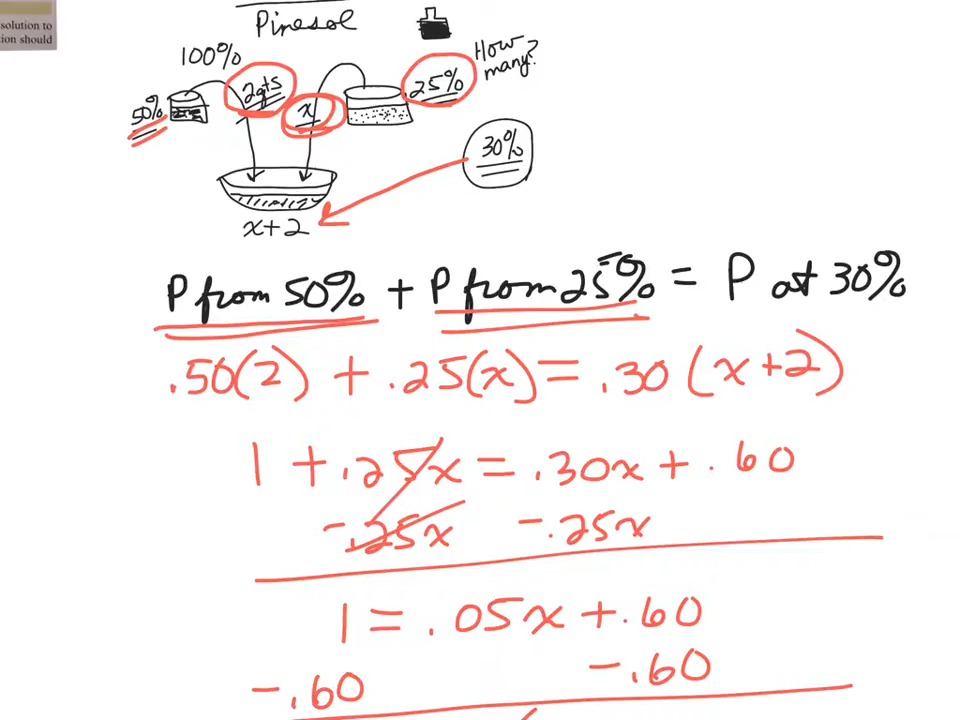 solution to
tion should
Pinesol
100%
How
many?
50%
2qts
x
25%
30%
x+2
P from 50% + P from 25% = P at 30%
.50(2) + .25(x) = .30 (x+2)
1 + .25x = .30x + .60
-.25x -.25x
1 = .05x + .60
-.60 -.60